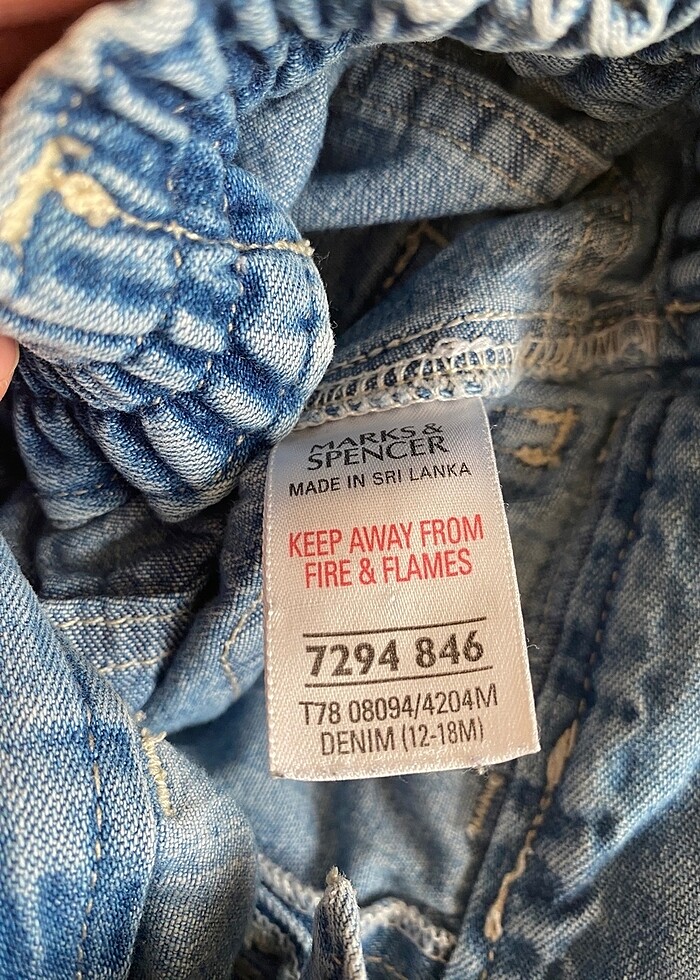 MARKS &
SPENCER
MADE IN SRI LANKA
KEEP AWAY FROM
FIRE & FLAMES
7294 846
T78 08094/4204M
DENIM (12-18M)